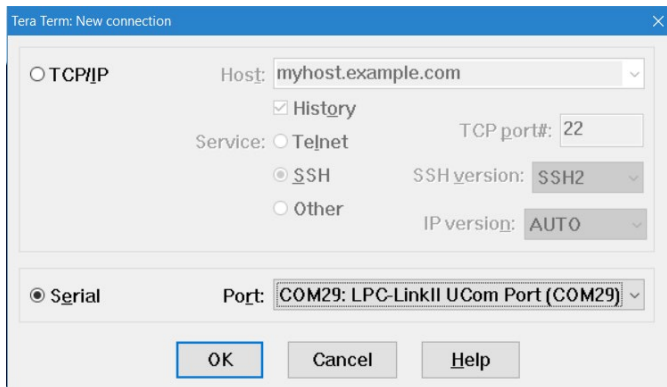 Tera Term: New connection
TCP/IP Host: myhost.example.com
History
Service: Telnet TCP port#: 22
SSH SSH version: SSH2
Other IP version: AUTO
Serial Port: COM29: LPC-LinkII UCom Port (COM29)
OK Cancel Help